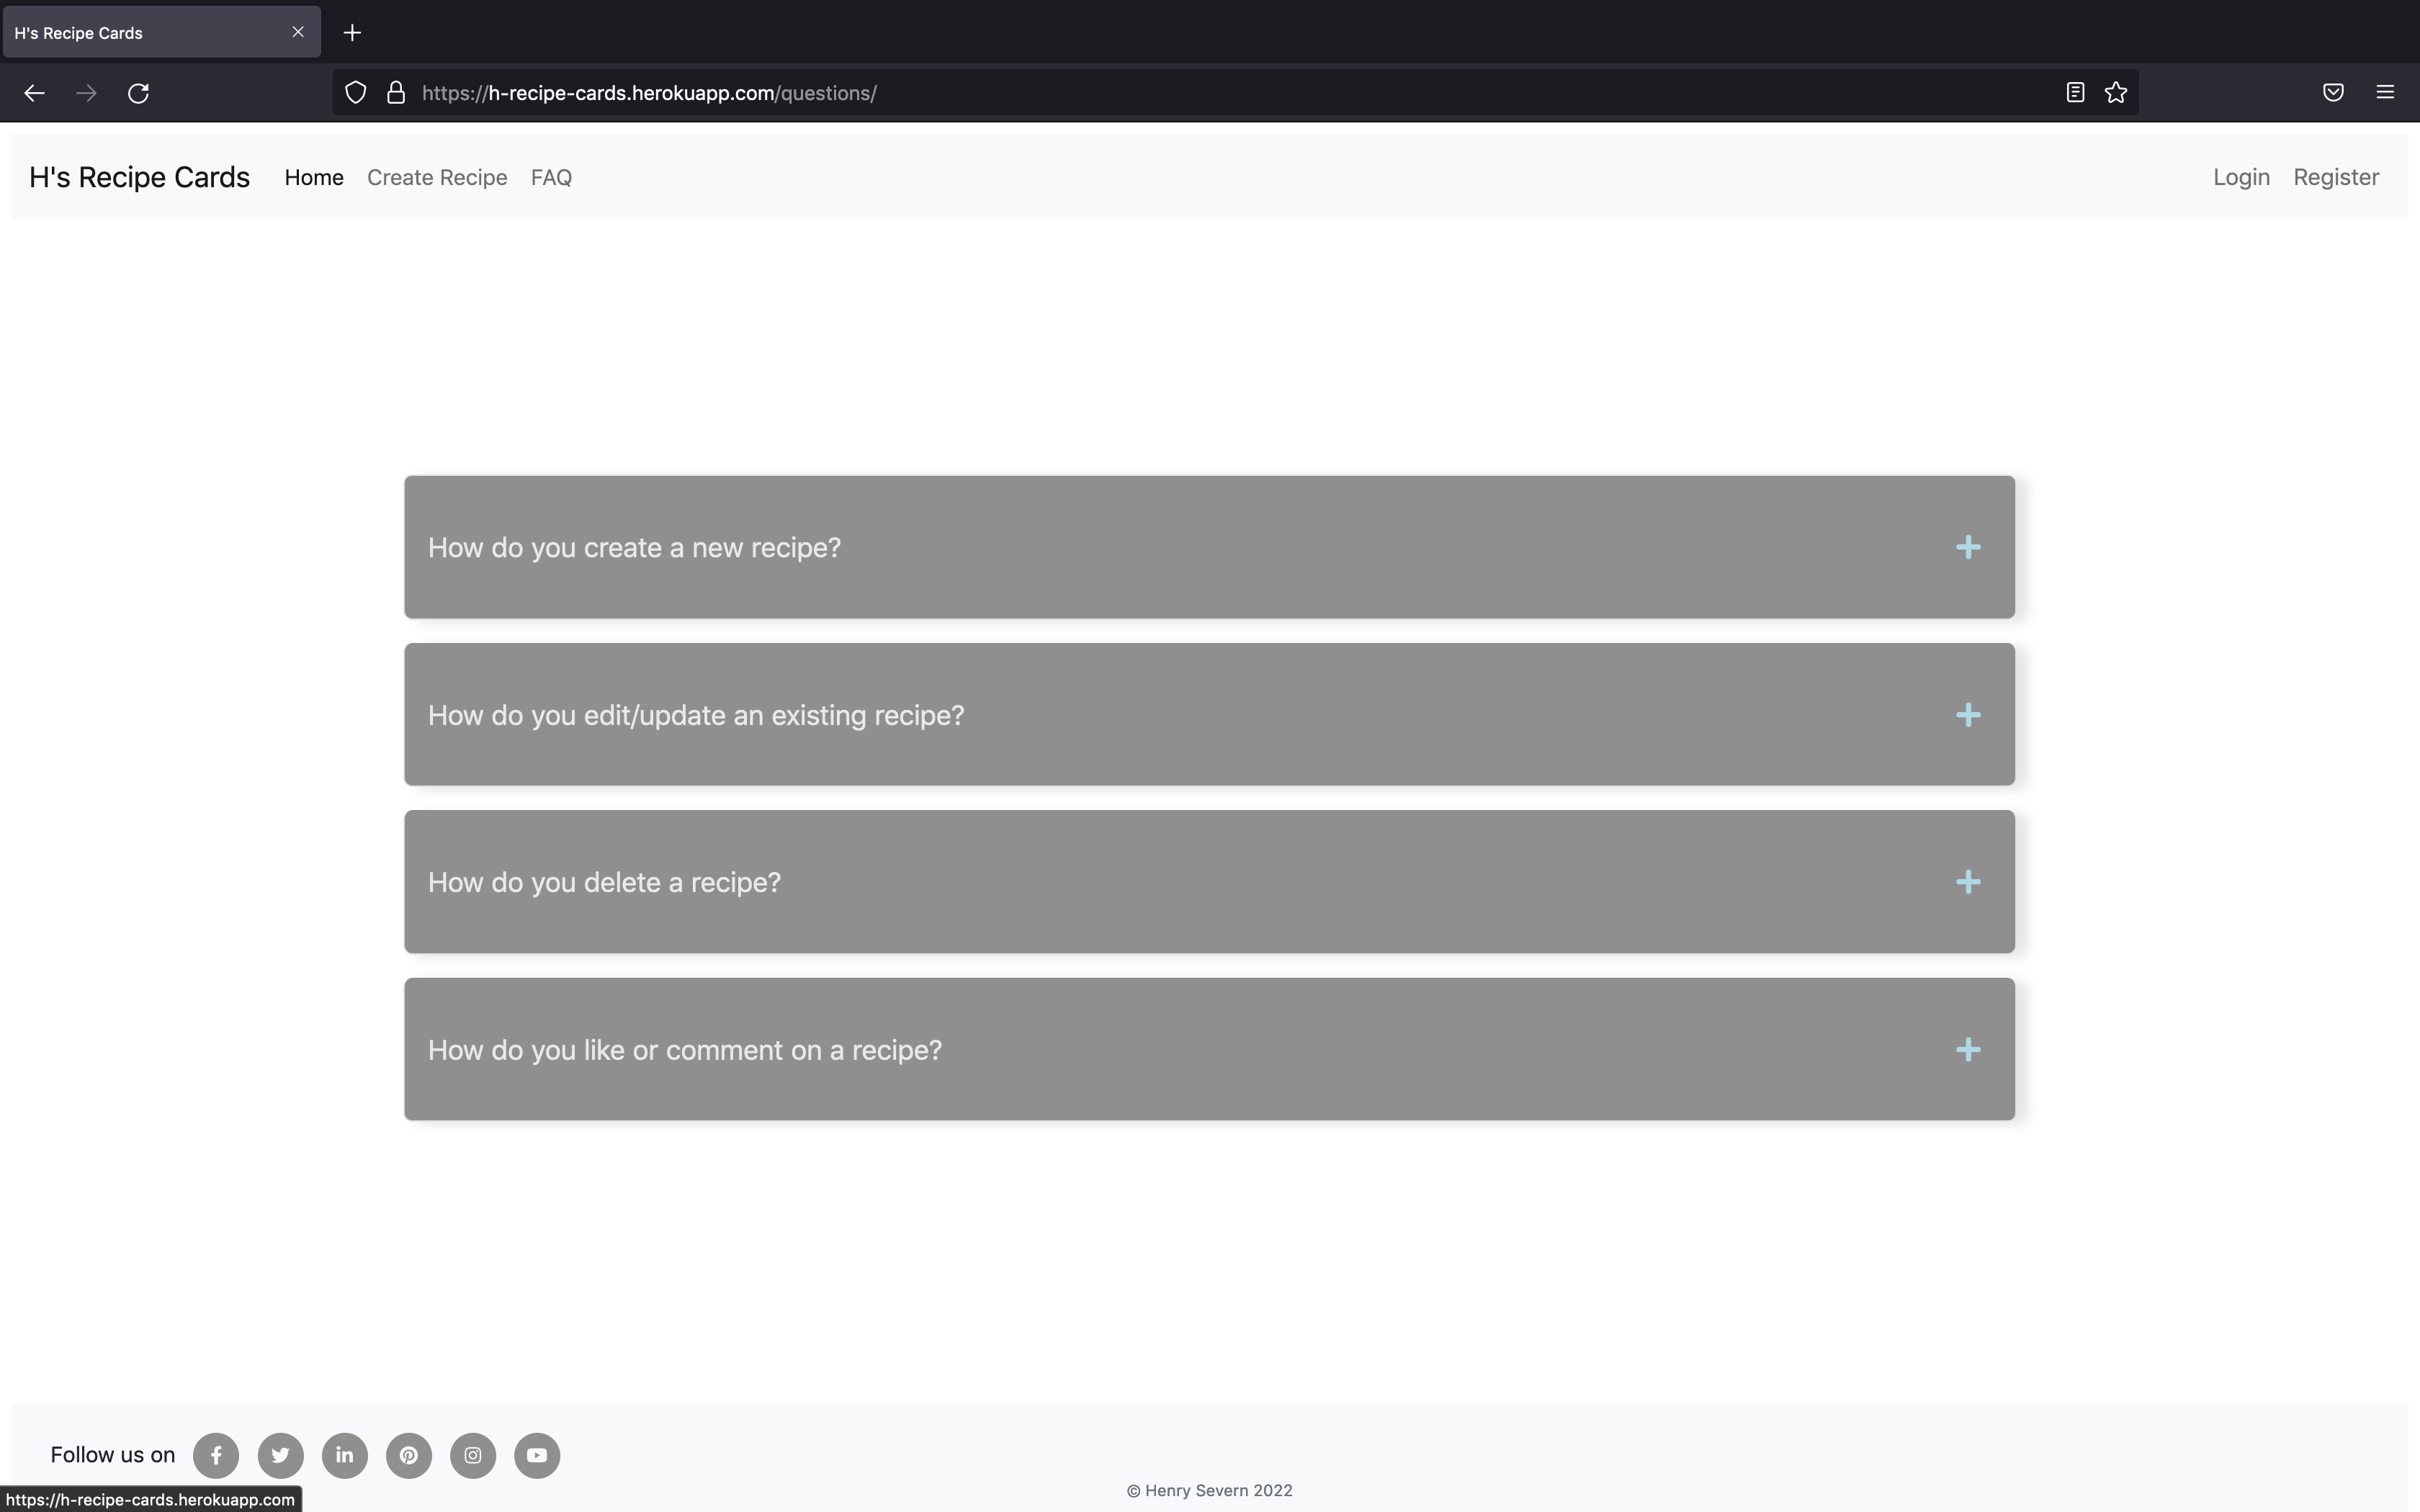 H's Recipe Cards
https://h-recipe-cards.herokuapp.com/questions/
H's Recipe Cards Home Create Recipe FAQ Login Register
How do you create a new recipe?
How do you edit/update an existing recipe?
How do you delete a recipe?
How do you like or comment on a recipe?
Follow us on
© Henry Severn 2022
https://h-recipe-cards.herokuapp.com